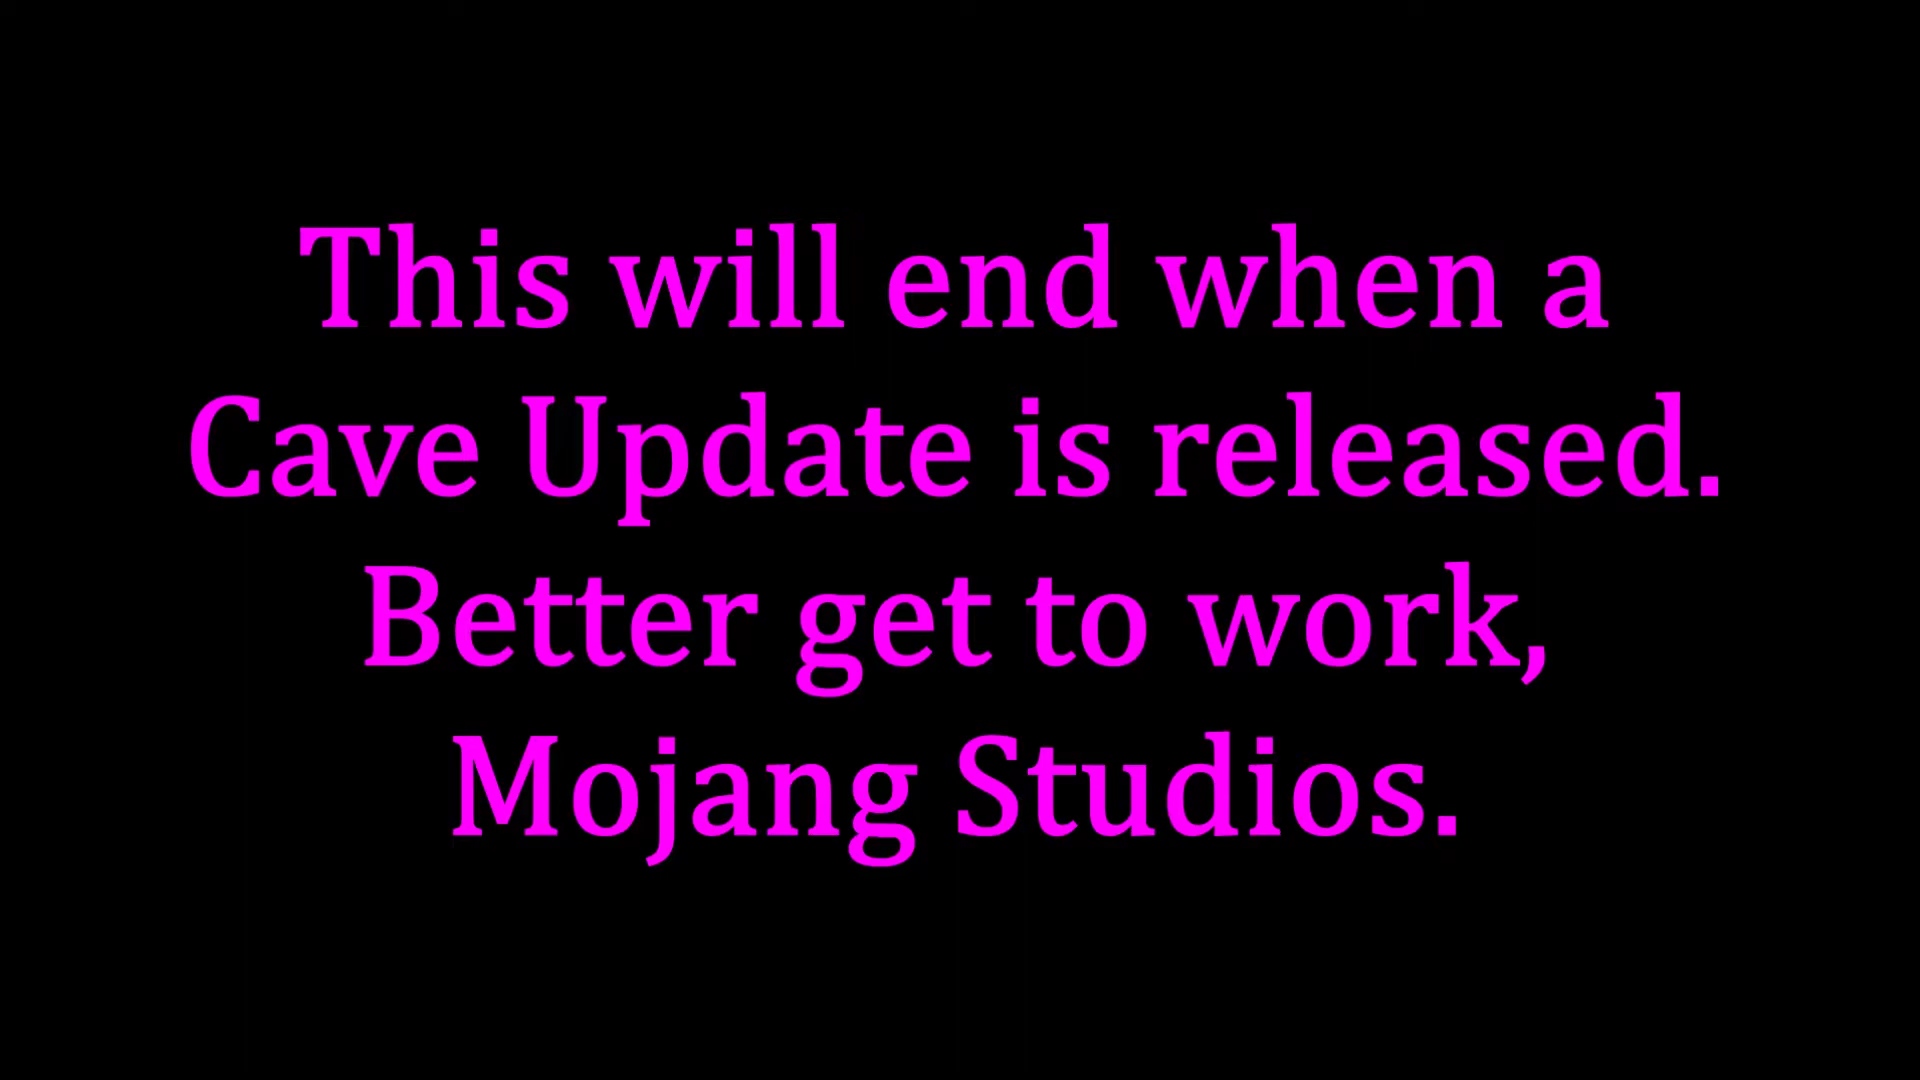 This will end when a
Cave Update is released.
Better get to work,
Mojang Studios.